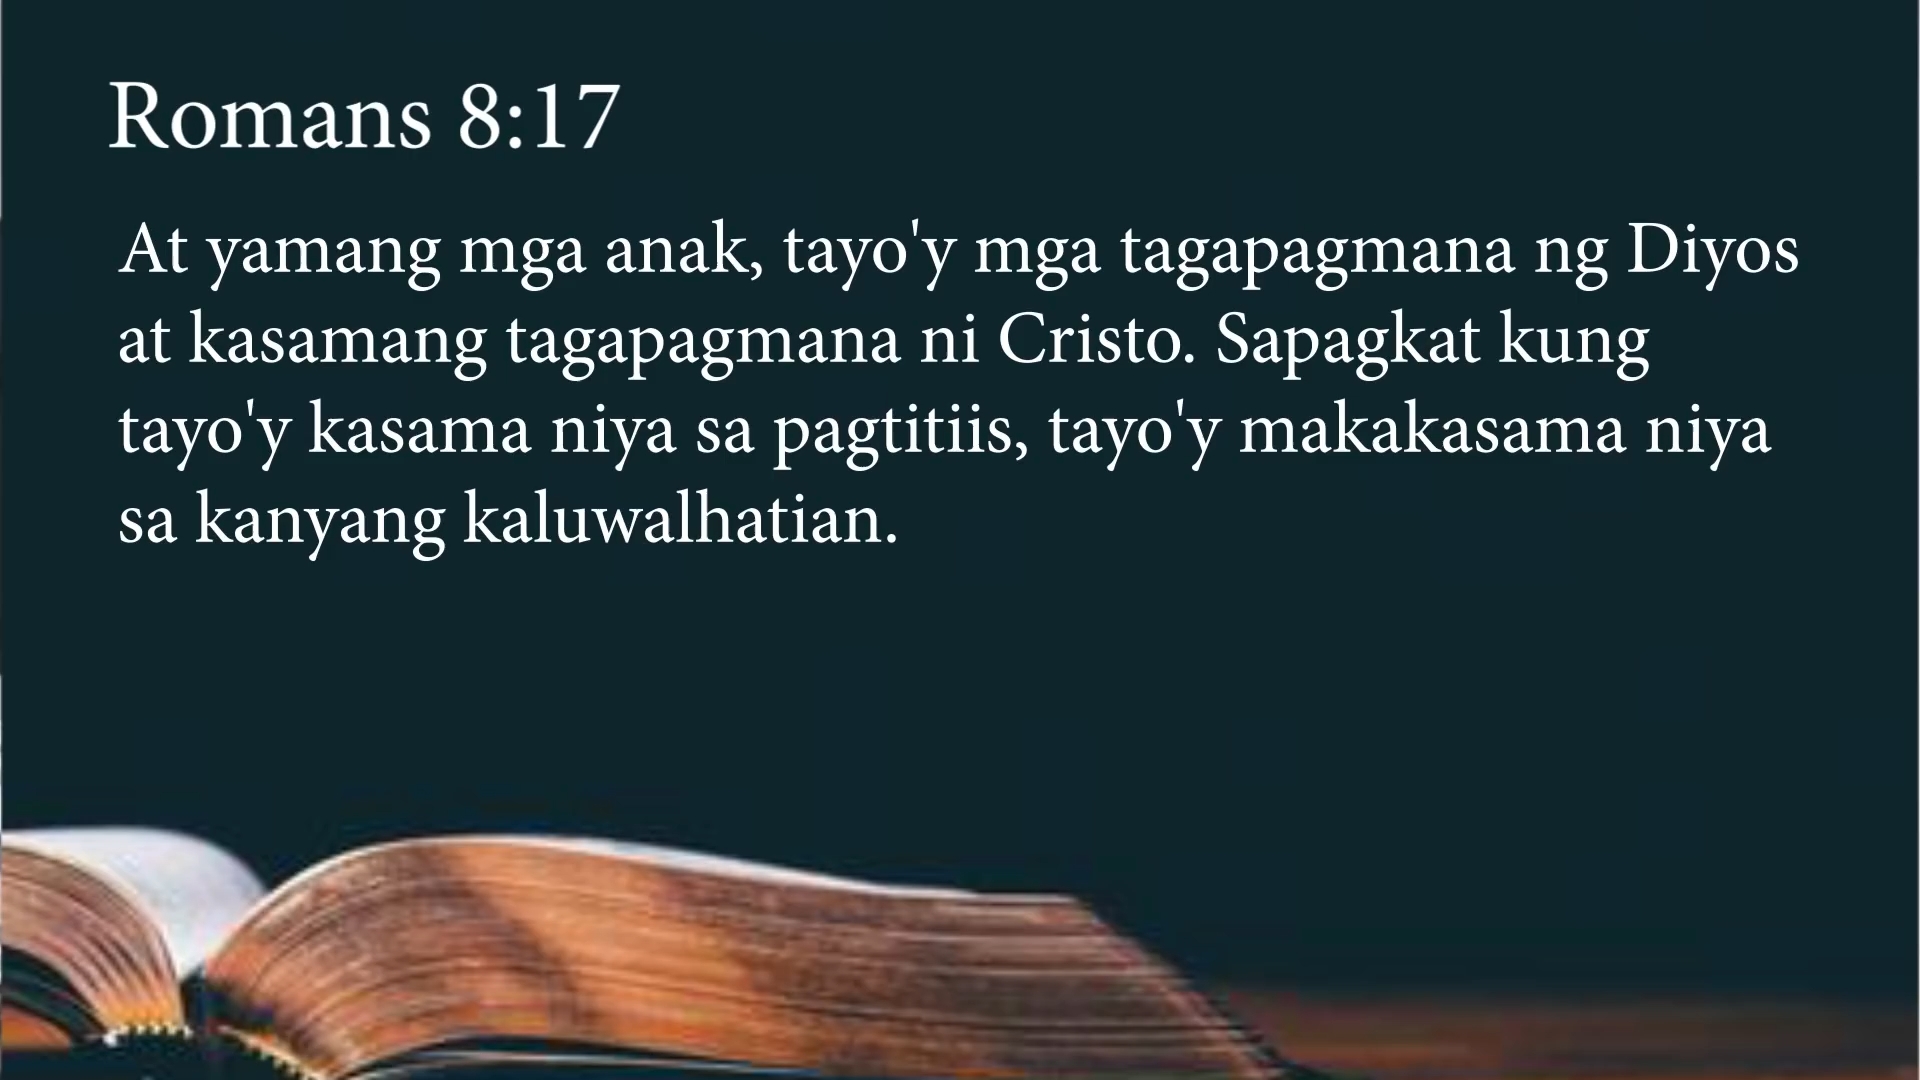 Romans 8:17
At yamang mga anak, tayo'y mga tagapagmana ng Diyos
at kasamang tagapagmana ni Cristo. Sapagkat kung
tayo'y kasama niya sa pagtitiis, tayo'y makakasama niya
sa kanyang kaluwalhatian.